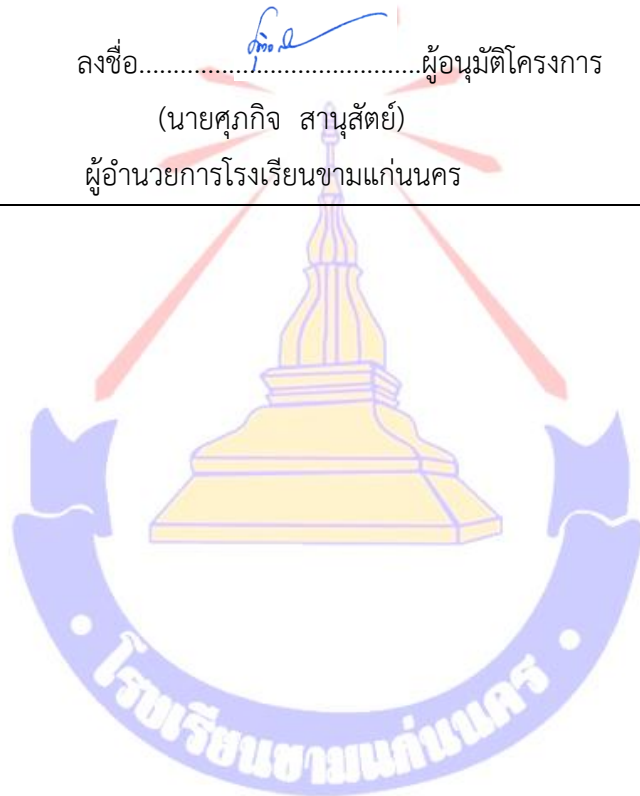 ลงชื่อ.........................................ผู้อนุมัติโครงการ
(นายศุภกิจ สานุสัตย์)
ผู้อำนวยการโรงเรียนขามแก่นนคร
• โรงเรียนขามแก่นนคร •